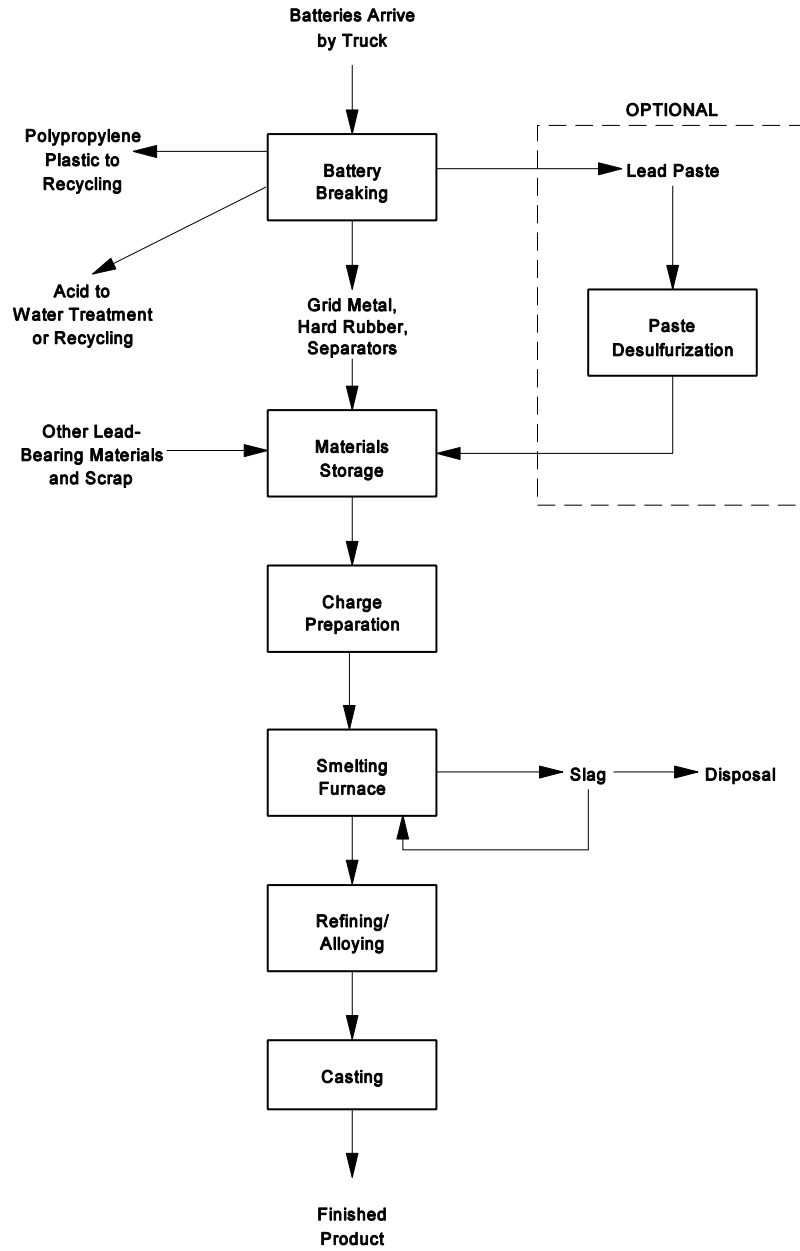 Batteries Arrive
by Truck
OPTIONAL
Polypropylene
Plastic to
Recycling
Battery
Breaking
Lead Paste
Acid to
Water Treatment
or Recycling
Grid Metal,
Hard Rubber,
Separators
Paste
Desulfurization
Other Lead-
Bearing Materials
and Scrap
Materials
Storage
Charge
Preparation
Smelting
Furnace
Slag
Disposal
Refining/
Alloying
Casting
Finished
Product